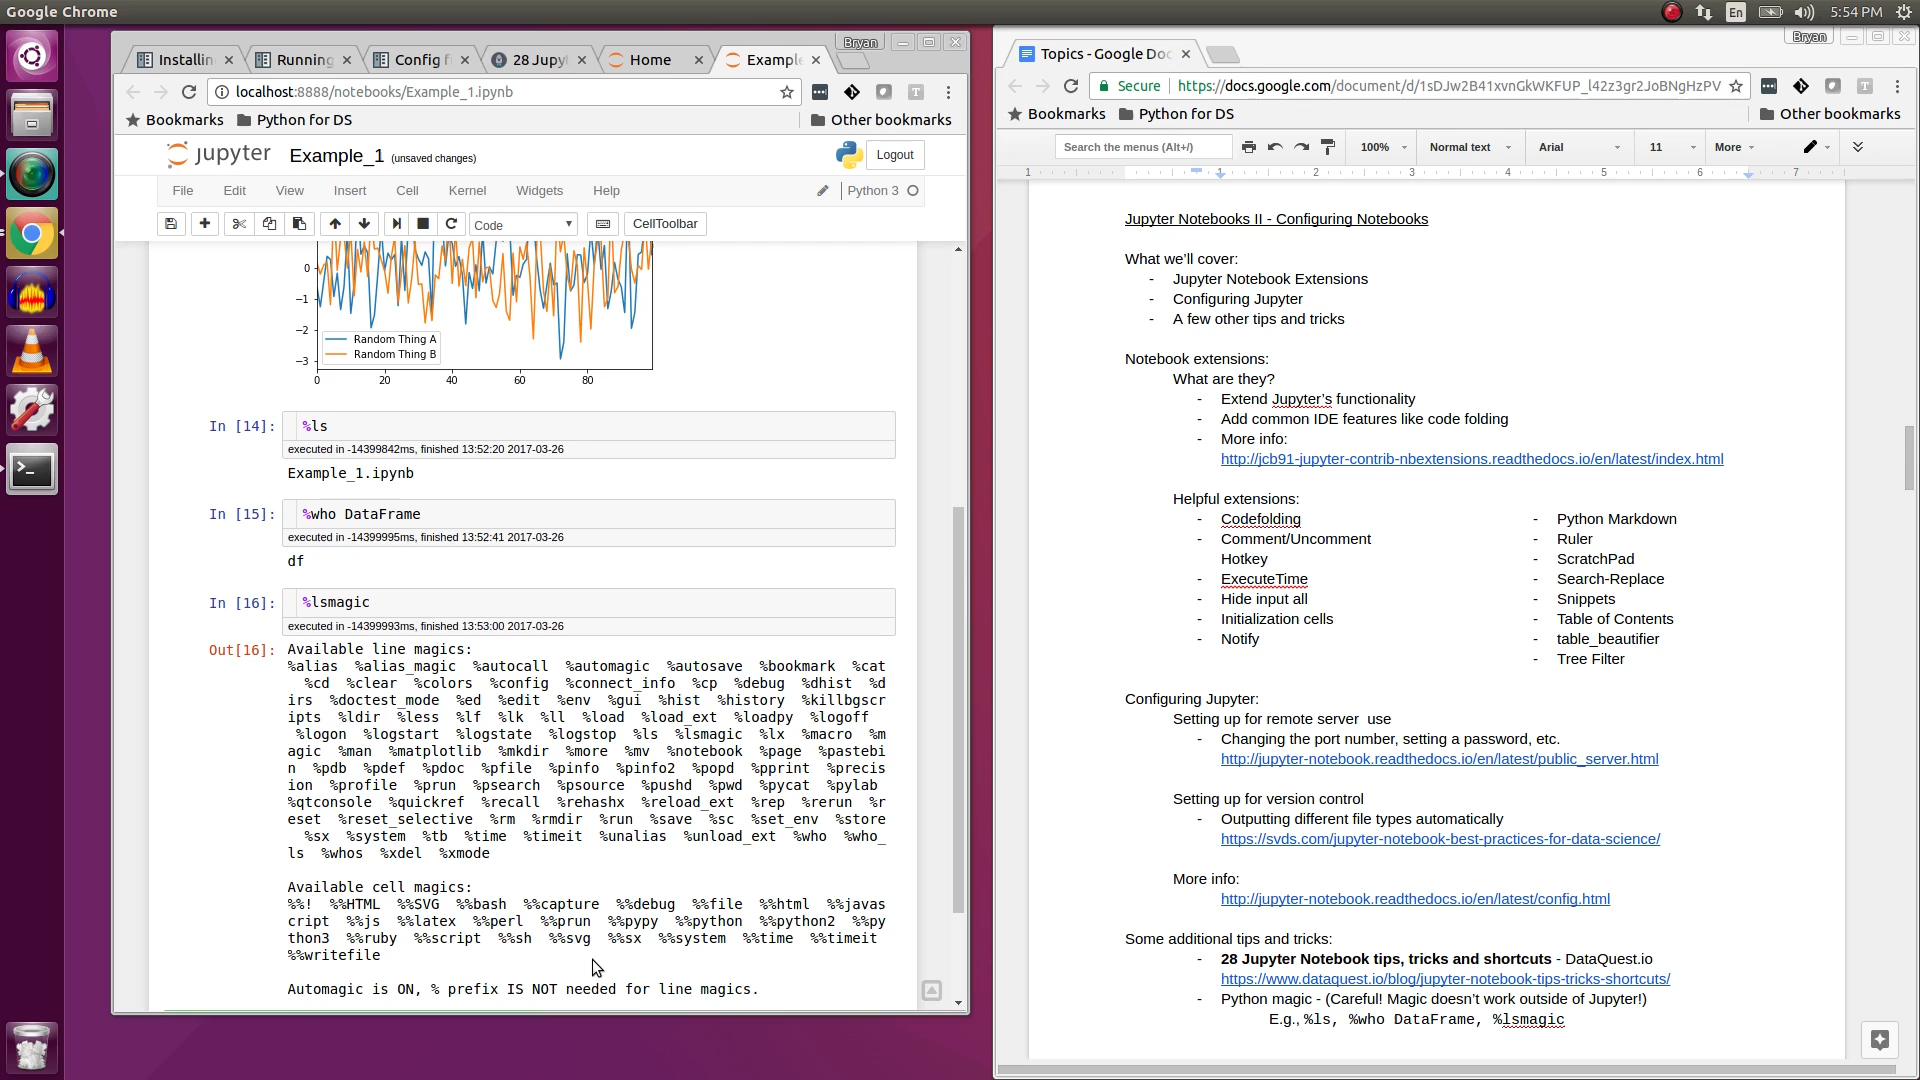 Google Chrome
En
5:54 PM
Bryan
Installin
Running
Config f
28 Jupyt
Home
Example
localhost:8888/notebooks/Example_1.ipynb
Bookmarks
Python for DS
Other bookmarks
jupyter
Example_1 (unsaved changes)
Logout
File Edit View Insert Cell Kernel Widgets Help
Python 3
Code
CellToolbar
0
−1
−2
−3
Random Thing A
Random Thing B
0 20 40 60 80
In [14]: %ls
executed in -14399842ms, finished 13:52:20 2017-03-26
Example_1.ipynb
In [15]: %who DataFrame
executed in -14399995ms, finished 13:52:41 2017-03-26
df
In [16]: %lsmagic
executed in -14399993ms, finished 13:53:00 2017-03-26
Out[16]: Available line magics:
%alias %alias_magic %autocall %automagic %autosave %bookmark %cat
%cd %clear %colors %config %connect_info %cp %debug %dhist %d
irs %doctest_mode %ed %edit %env %gui %hist %history %killbgscr
ipts %ldir %less %lf %lk %ll %load %load_ext %loadpy %logoff
%logon %logstart %logstate %logstop %ls %lsmagic %lx %macro %m
agic %man %matplotlib %mkdir %more %mv %notebook %page %pastebi
n %pdb %pdef %pdoc %pfile %pinfo %pinfo2 %popd %pprint %precis
ion %profile %prun %psearch %psource %pushd %pwd %pycat %pylab
%qtconsole %quickref %recall %rehashx %reload_ext %rep %rerun %r
eset %reset_selective %rm %rmdir %run %save %sc %set_env %store
%sx %system %tb %time %timeit %unalias %unload_ext %who %who_
ls %whos %xdel %xmode
Available cell magics:
%%! %%HTML %%SVG %%bash %%capture %%debug %%file %%html %%javas
cript %%js %%latex %%perl %%prun %%pypy %%python %%python2 %%py
thon3 %%ruby %%script %%sh %%svg %%sx %%system %%time %%timeit
%%writefile
Automagic is ON, % prefix IS NOT needed for line magics.
Bryan
Topics - Google Doc
Secure
https://docs.google.com/document/d/1sDJw2B41xvnGkWKFUP_l42z3gr2JoBNgHzPV
Bookmarks
Python for DS
Other bookmarks
Search the menus (Alt+/)
100%
Normal text
Arial
11
More
1 1 2 3 4 5 6 7
Jupyter Notebooks II - Configuring Notebooks
What we'll cover:
- Jupyter Notebook Extensions
- Configuring Jupyter
- A few other tips and tricks
Notebook extensions:
What are they?
- Extend Jupyter's functionality
- Add common IDE features like code folding
- More info:
http://jcb91-jupyter-contrib-nbextensions.readthedocs.io/en/latest/index.html
Helpful extensions:
- Codefolding
- Comment/Uncomment
Hotkey
- ExecuteTime
- Hide input all
- Initialization cells
- Notify
- Python Markdown
- Ruler
- ScratchPad
- Search-Replace
- Snippets
- Table of Contents
- table_beautifier
- Tree Filter
Configuring Jupyter:
Setting up for remote server use
- Changing the port number, setting a password, etc.
http://jupyter-notebook.readthedocs.io/en/latest/public_server.html
Setting up for version control
- Outputting different file types automatically
https://svds.com/jupyter-notebook-best-practices-for-data-science/
More info:
http://jupyter-notebook.readthedocs.io/en/latest/config.html
Some additional tips and tricks:
- 28 Jupyter Notebook tips, tricks and shortcuts - DataQuest.io
https://www.dataquest.io/blog/jupyter-notebook-tips-tricks-shortcuts/
- Python magic - (Careful! Magic doesn't work outside of Jupyter!)
E.g., %ls, %who DataFrame, %lsmagic